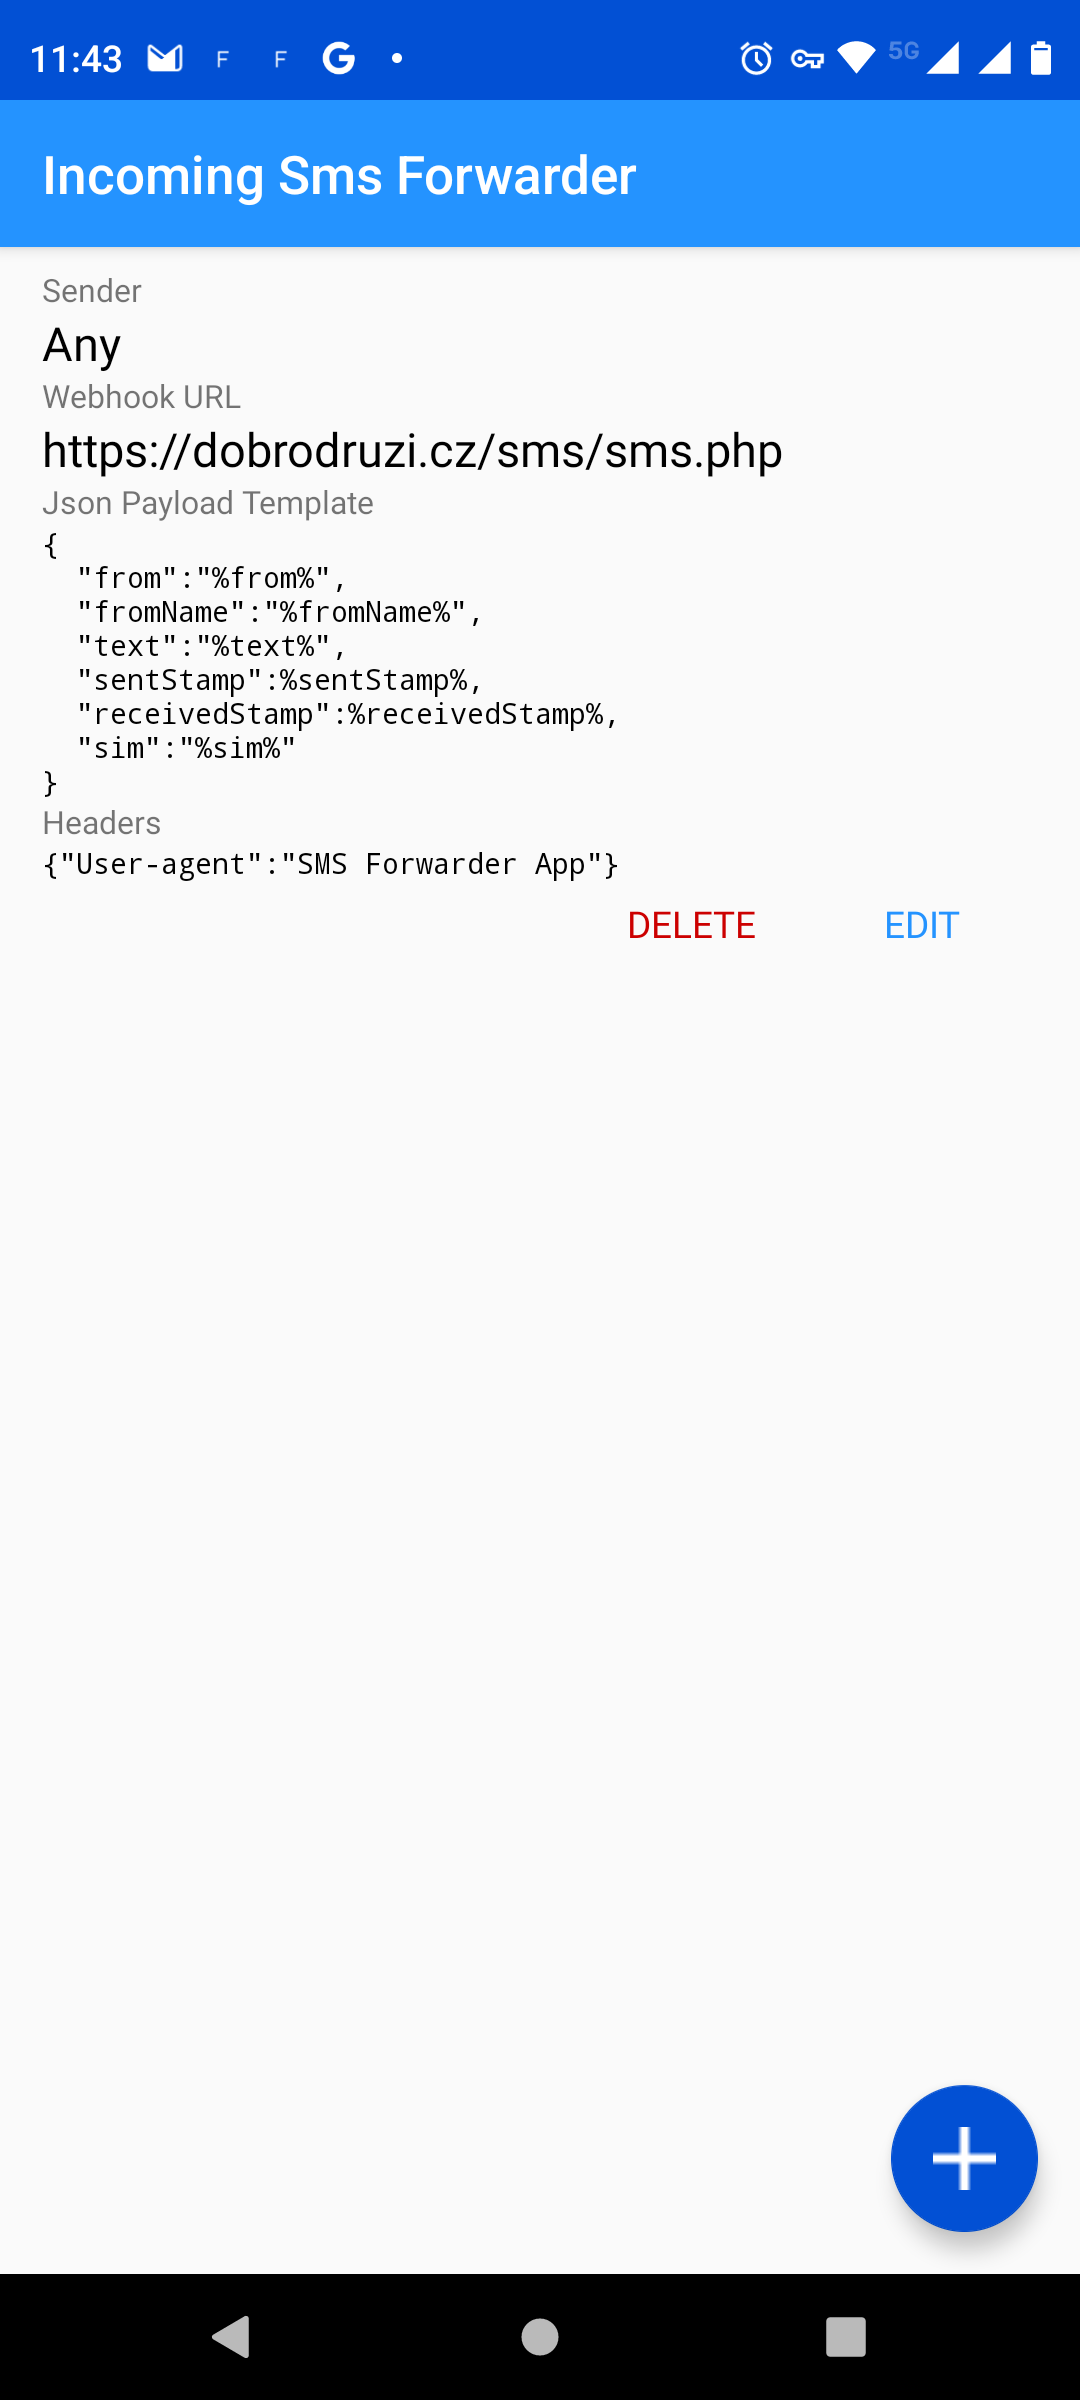 11:43 F F G 5G
Incoming Sms Forwarder
Sender
Any
Webhook URL
https://dobrodruzi.cz/sms/sms.php
Json Payload Template
{
  "from":"%from%",
  "fromName":"%fromName%",
  "text":"%text%",
  "sentStamp":%sentStamp%,
  "receivedStamp":%receivedStamp%,
  "sim":"%sim%"
}
Headers
{"User-agent":"SMS Forwarder App"}
DELETE EDIT